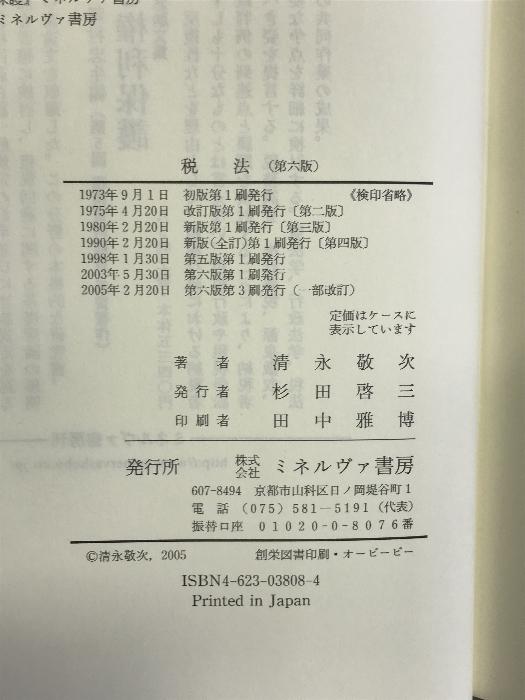 ミネルヴァ書房
税法（第六版）
1973年9月1日 初版第1刷発行 《検印省略》
1975年4月20日 改訂版第1刷発行〔第二版〕
1980年2月20日 新版第1刷発行〔第三版〕
1990年2月20日 新版(全訂)第1刷発行〔第四版〕
1998年1月30日 第五版第1刷発行
2003年5月30日 第六版第1刷発行
2005年2月20日 第六版第3刷発行（一部改訂）
定価はケースに
表示しています
著者 清永敬次
発行者 杉田啓三
印刷者 田中雅博
発行所 株式会社 ミネルヴァ書房
607-8494 京都市山科区日ノ岡堤谷町1
電話（075）581―5191（代表）
振替口座 01020-0-8076番
©清永敬次, 2005 創栄図書印刷・オービービー
ISBN4-623-03808-4
Printed in Japan